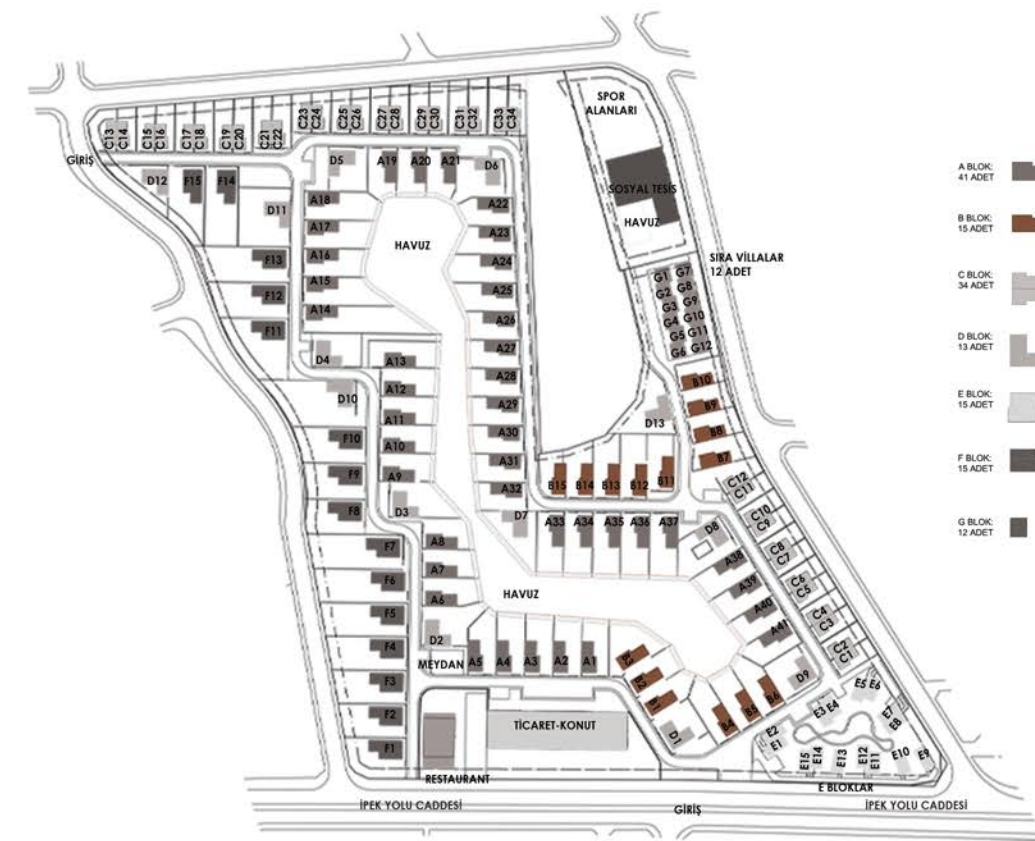 SPOR
ALANLARI
C13
C14
C15
C16
C17
C18
C19
C20
C21
C22
C23
C24
C25
C26
C27
C28
C29
C30
C31
C32
C33
C34
GİRİŞ
D12
F15
F14
D11
D5
A19
A20
A21
D6
SOSYAL TESİS
HAVUZ
A BLOK:
41 ADET
B BLOK:
15 ADET
C BLOK:
34 ADET
D BLOK:
13 ADET
E BLOK:
15 ADET
F BLOK:
15 ADET
G BLOK:
12 ADET
A18
A17
A16
A15
A14
HAVUZ
A22
A23
A24
A25
A26
A27
A28
A29
A30
A31
A32
D7
F13
F12
F11
D4
D10
A13
A12
A11
A10
A9
D3
A8
A7
A6
D2
F10
F9
F8
F7
F6
F5
F4
F3
F2
F1
SIRA VİLLALAR
12 ADET
G1
G2
G3
G4
G5
G6
G7
G8
G9
G10
G11
G12
B10
B9
B8
B7
D13
B15
B14
B13
B12
B11
A33
A34
A35
A36
A37
D8
A38
A39
A40
A41
D9
C12
C11
C10
C9
C8
C7
C6
C5
C4
C3
C2
C1
HAVUZ
MEYDAN
A5
A4
A3
A2
A1
B3
B2
B1
D1
B4
B5
B6
E5
E6
E3
E4
E7
E8
E2
E1
E15
E14
E13
E12
E11
E10
E9
E BLOKLAR
TİCARET-KONUT
RESTAURANT
İPEK YOLU CADDESİ
GİRİŞ
İPEK YOLU CADDESİ